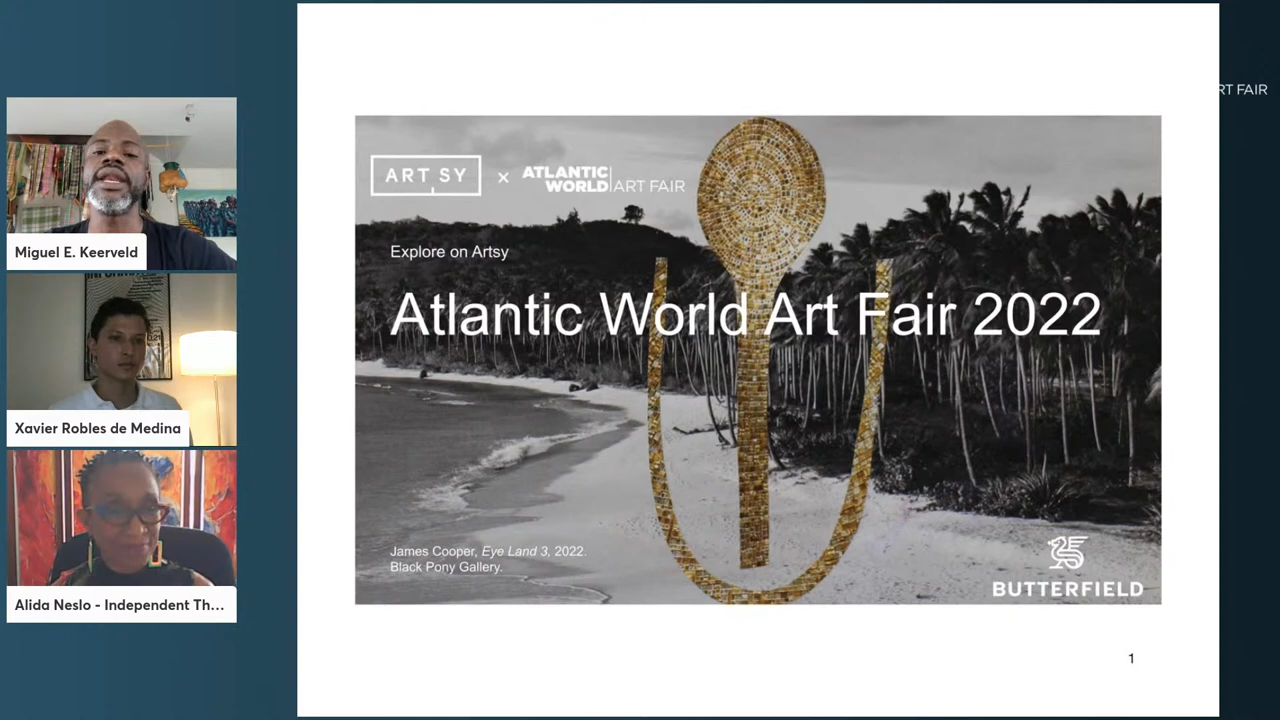 Miguel E. Keerveld
Xavier Robles de Medina
Alida Neslo - Independent Th...
ARTSY
×
ATLANTIC
WORLD
ART FAIR
Explore on Artsy
Atlantic World Art Fair 2022
James Cooper, Eye Land 3, 2022.
Black Pony Gallery.
BUTTERFIELD
1
RT FAIR